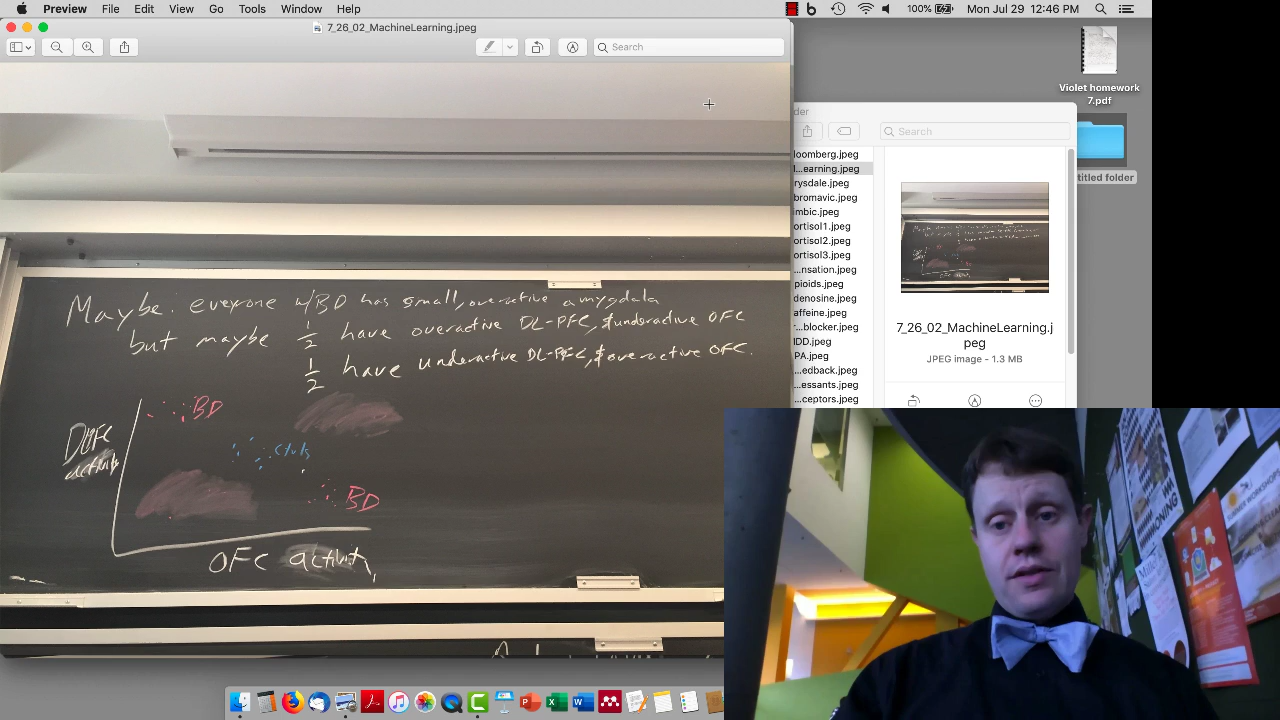 Preview File Edit View Go Tools Window Help
100% Mon Jul 29 12:46 PM
7_26_02_MachineLearning.jpeg
Search
Violet homework
7.pdf
der
Search
loomberg.jpeg
l...earning.jpeg
rysdale.jpeg
bromavic.jpeg
imbic.jpeg
ortisol1.jpeg
ortisol2.jpeg
ortisol3.jpeg
...nsation.jpeg
pioids.jpeg
denosine.jpeg
affeine.jpeg
...blocker.jpeg
DD.jpeg
PA.jpeg
...edback.jpeg
...essants.jpeg
...ceptors.jpeg
titled folder
7_26_02_MachineLearning.j
peg
JPEG image - 1.3 MB
Maybe: everyone w/BD has small, overactive amygdala
but maybe 1/2 have overactive DL-PFC, & underactive OFC
1/2 have underactive DL-PFC, & overactive OFC.
BD
activity
Ctrls
BD
OFC activity